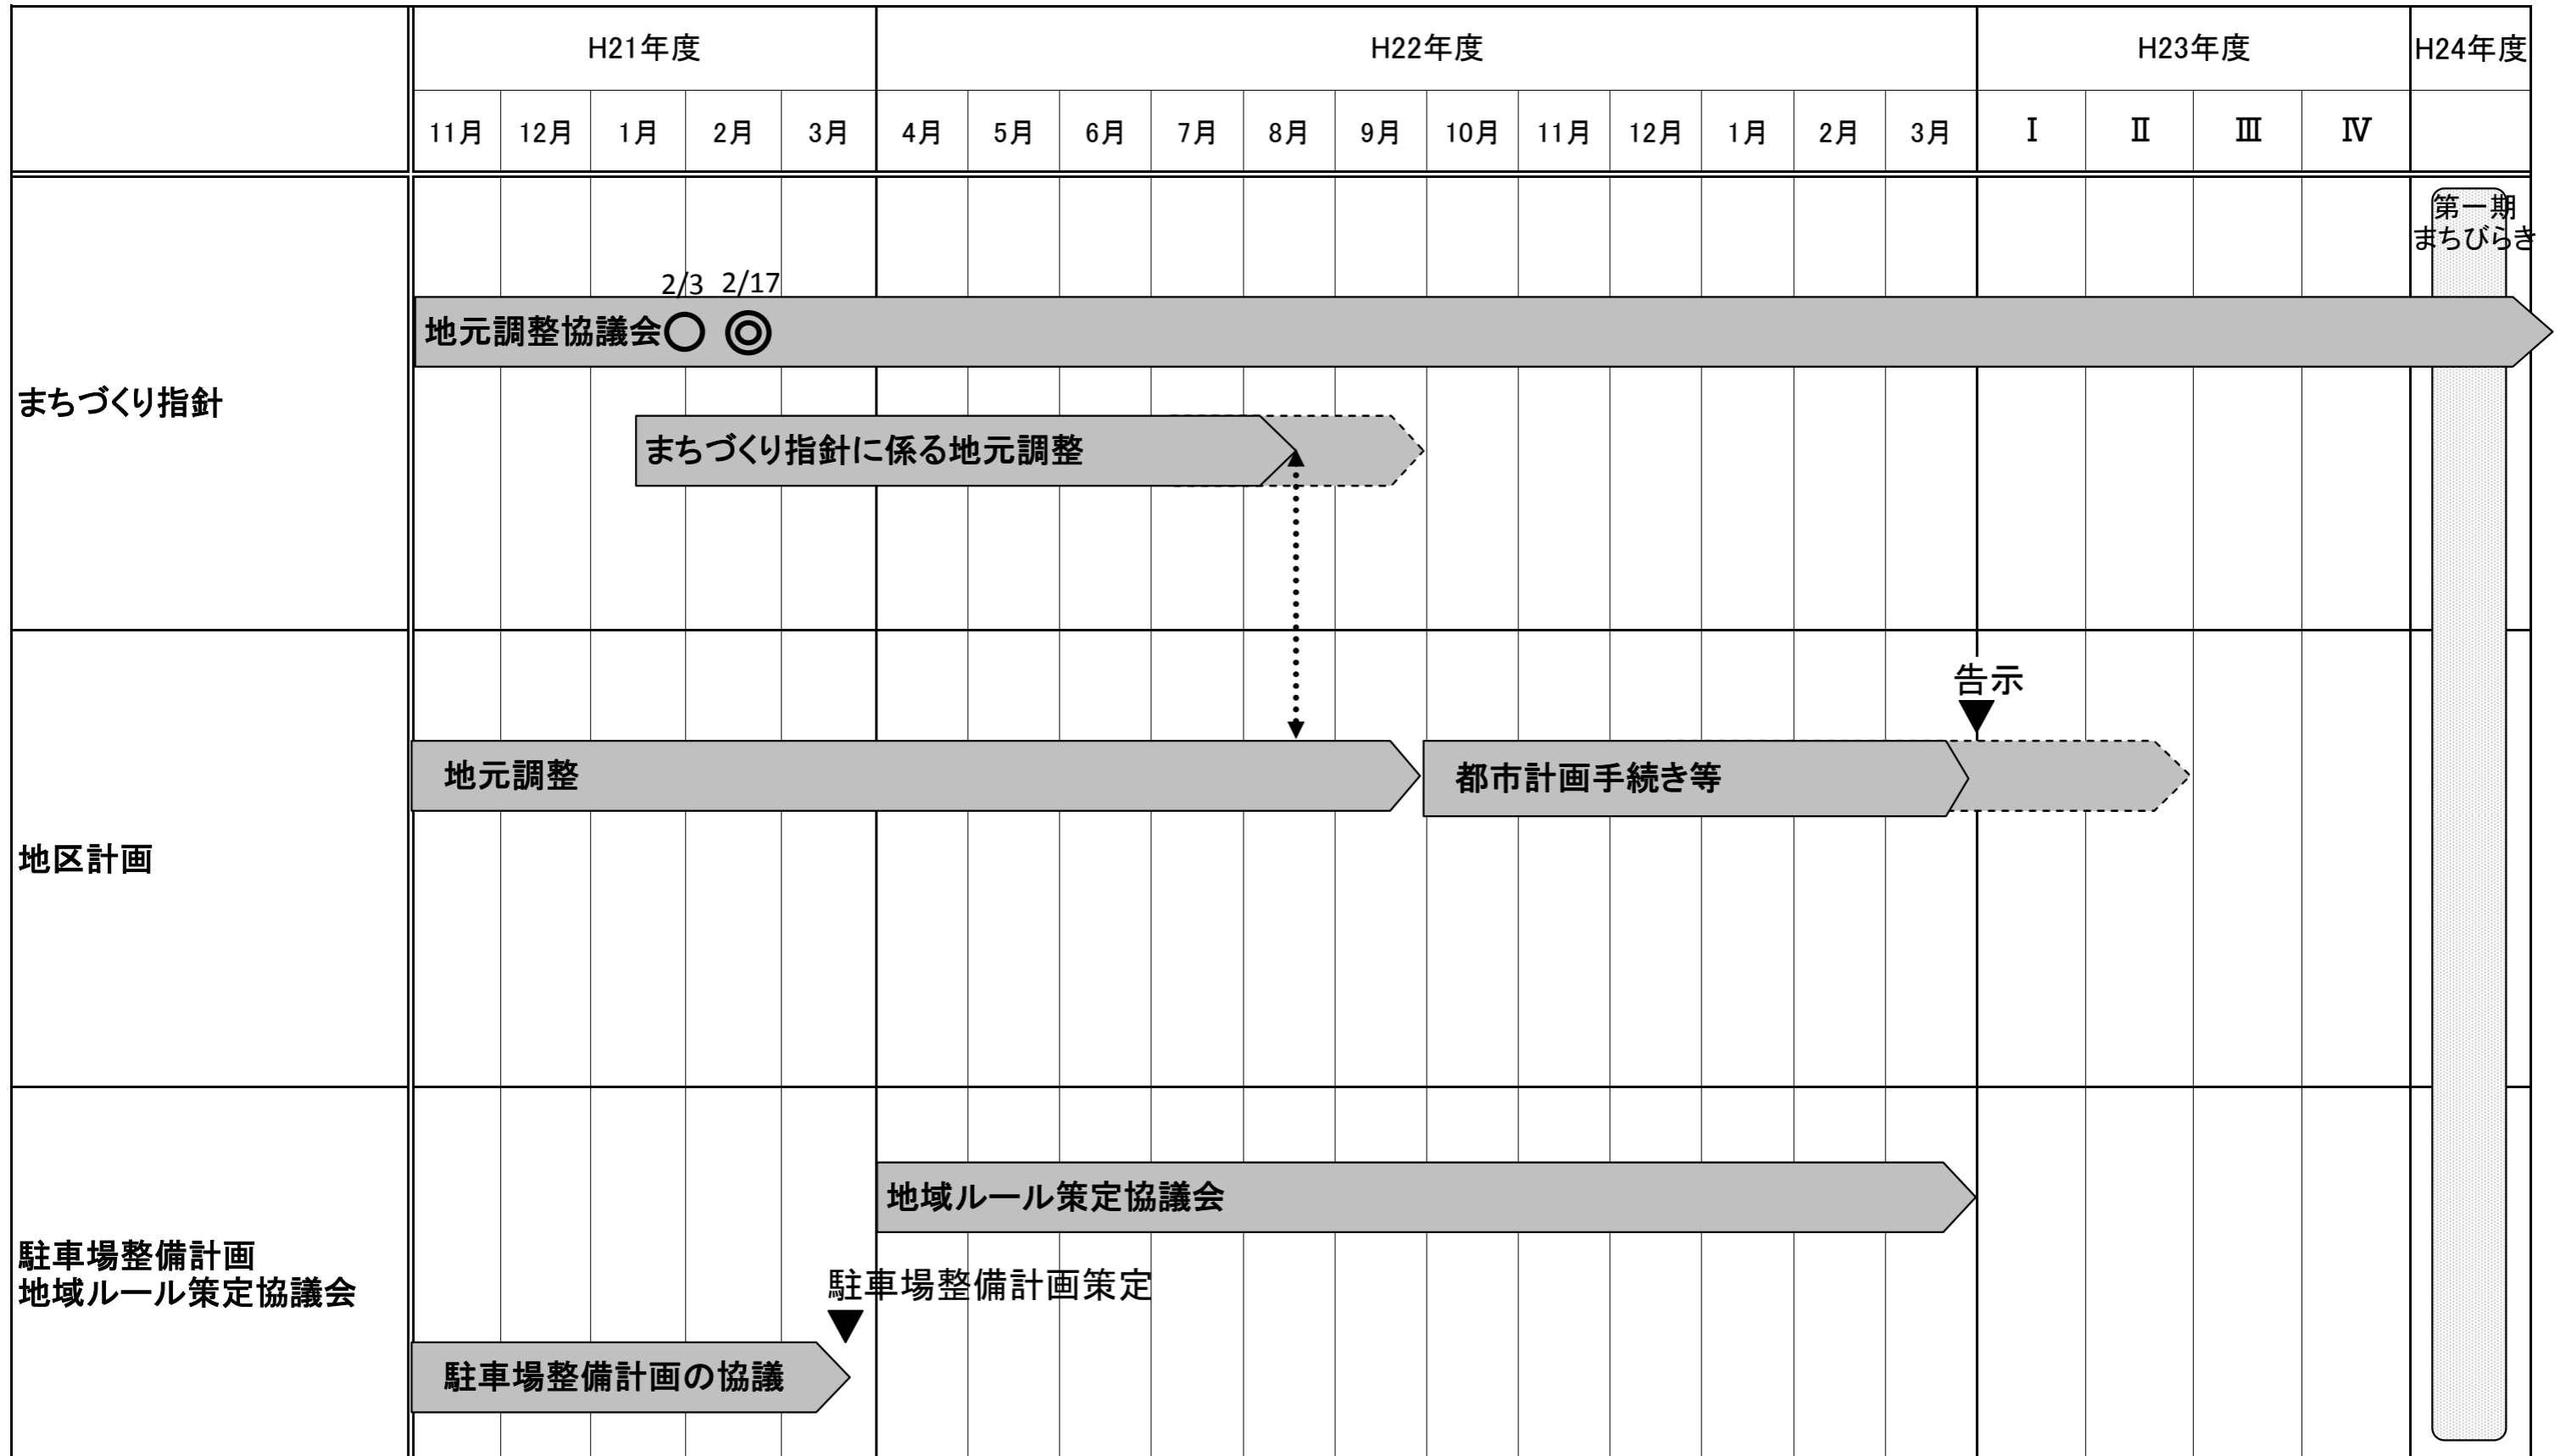 H21年度
H22年度
H23年度
H24年度
11月
12月
1月
2月
3月
4月
5月
6月
7月
8月
9月
10月
11月
12月
1月
2月
3月
Ⅰ
Ⅱ
Ⅲ
Ⅳ
第一期
まちびらき
まちづくり指針
2/3
2/17
地元調整協議会
まちづくり指針に係る地元調整
地区計画
告示
地元調整
都市計画手続き等
駐車場整備計画
地域ルール策定協議会
地域ルール策定協議会
駐車場整備計画策定
駐車場整備計画の協議